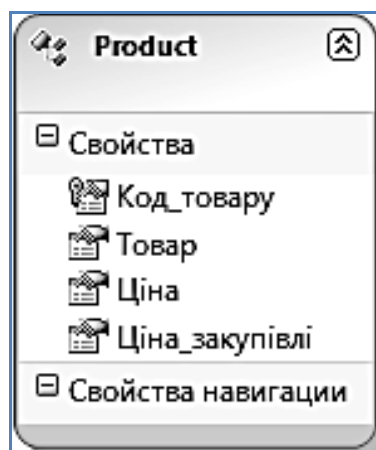 Product
Свойства
Код_товару
Товар
Ціна
Ціна_закупівлі
Свойства навигации